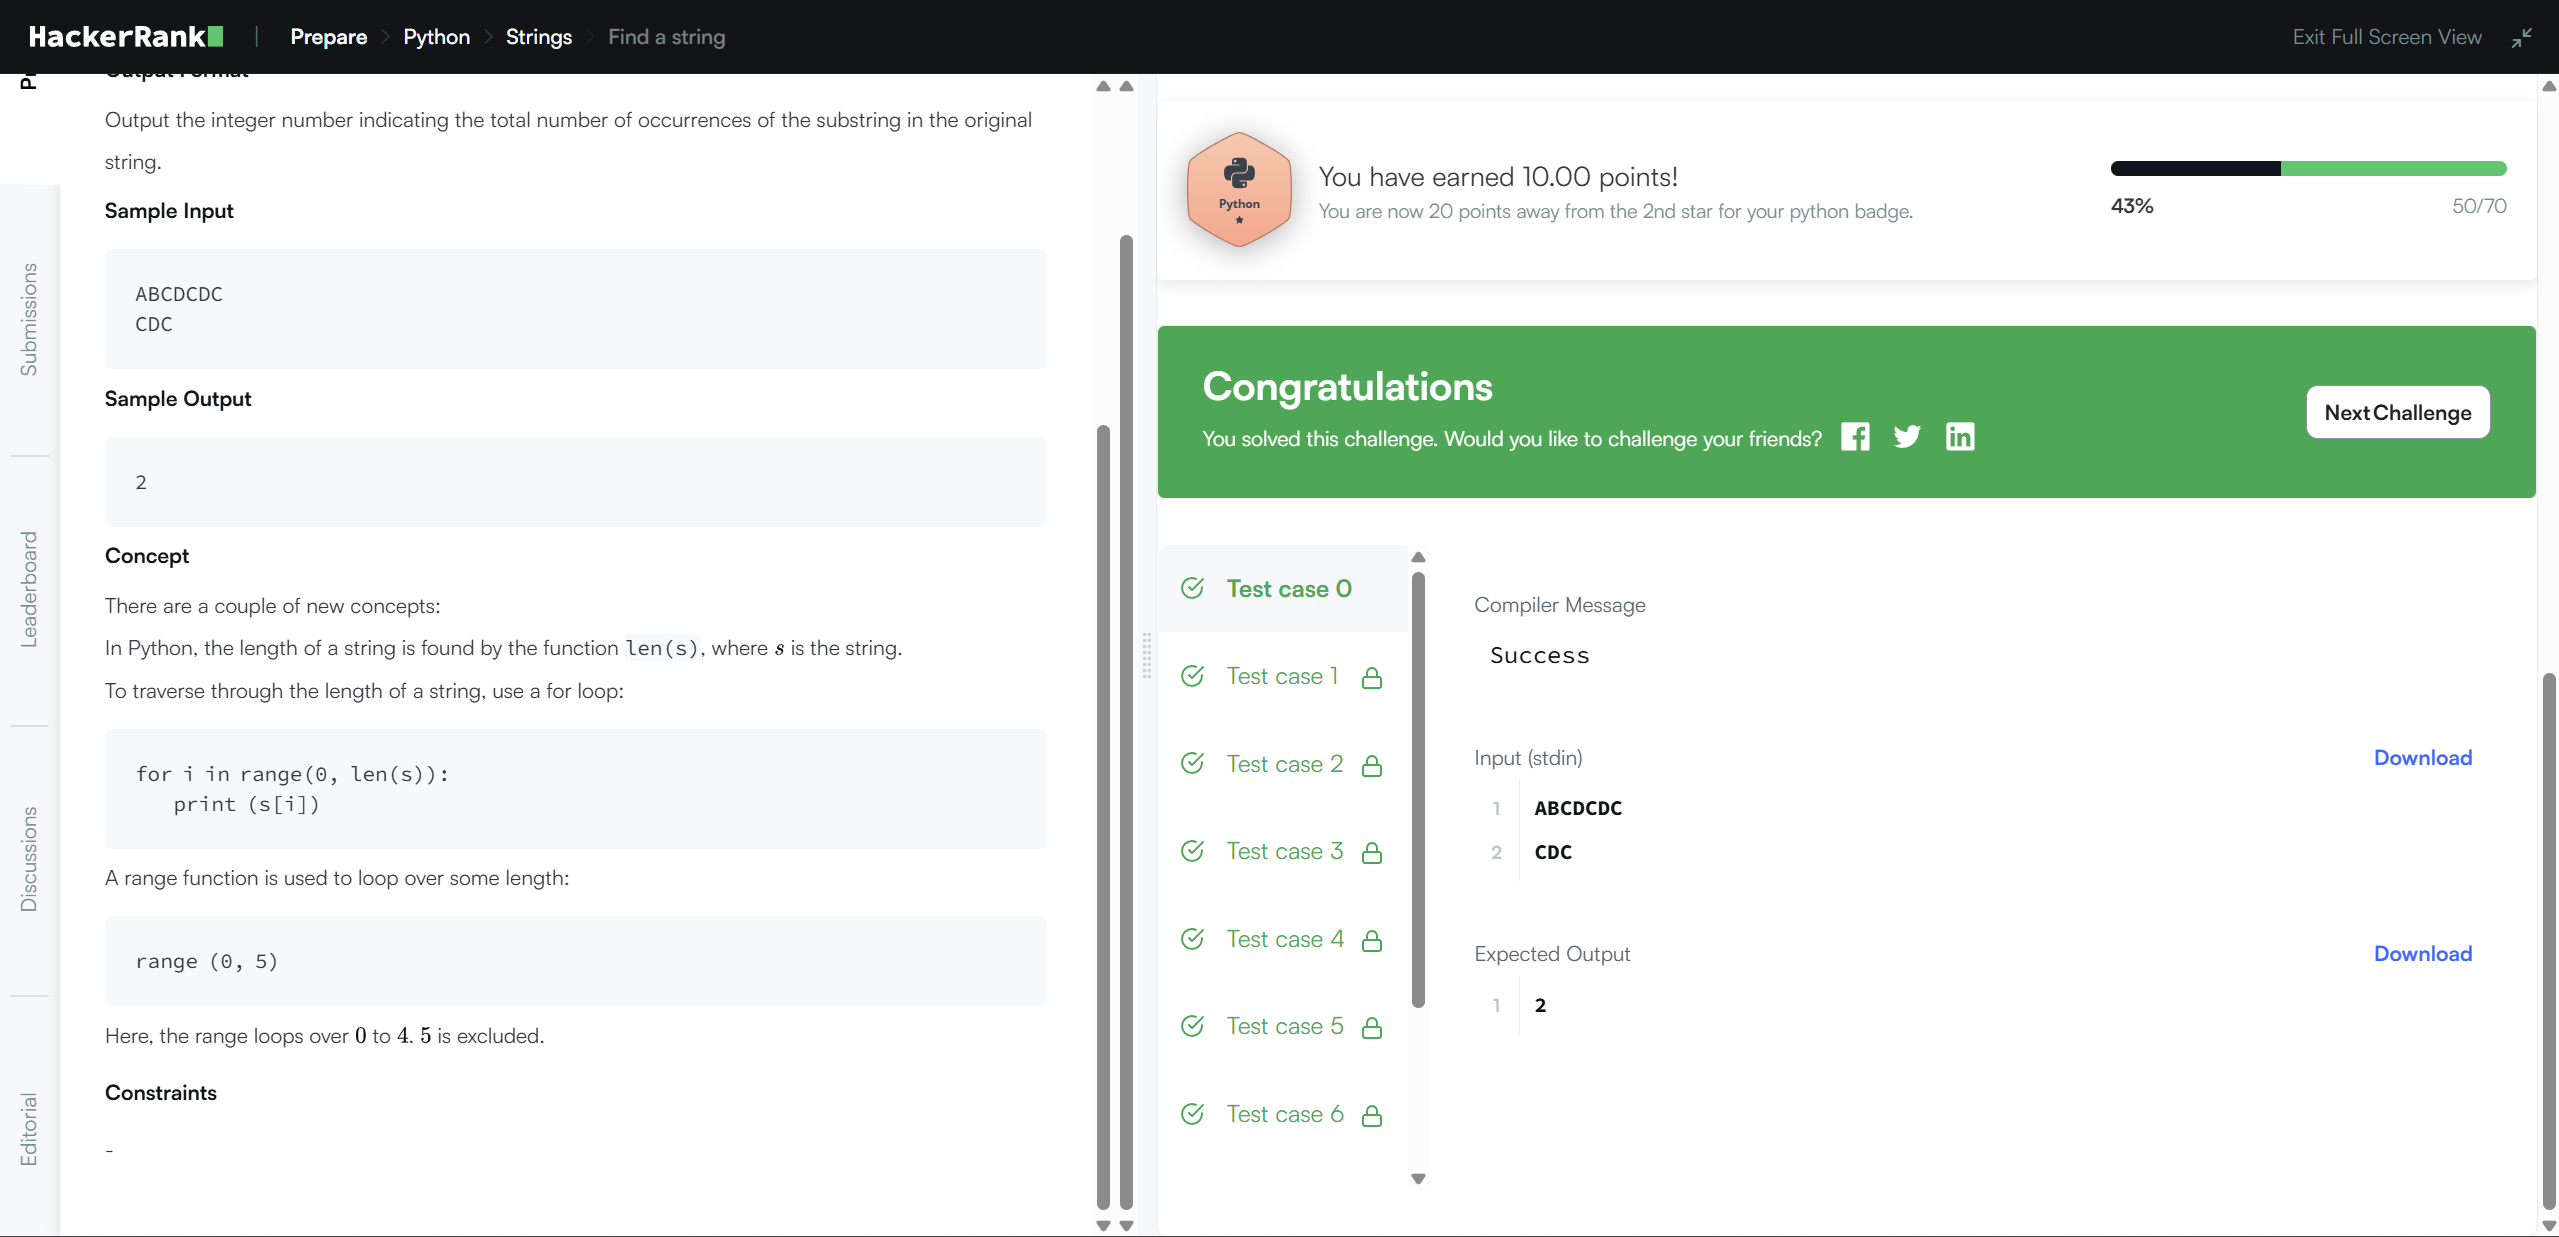 HackerRank
Prepare
Python
Strings
Find a string
Exit Full Screen View
Submissions
Leaderboard
Discussions
Editorial
Output Format
Output the integer number indicating the total number of occurrences of the substring in the original
string.
Sample Input
ABCDCDC
CDC
Sample Output
2
Concept
There are a couple of new concepts:
In Python, the length of a string is found by the function len(s), where s is the string.
To traverse through the length of a string, use a for loop:
for i in range(0, len(s)):
print (s[i])
A range function is used to loop over some length:
range (0, 5)
Here, the range loops over 0 to 4. 5 is excluded.
Constraints
-
Python
You have earned 10.00 points!
You are now 20 points away from the 2nd star for your python badge.
43%
50/70
Congratulations
You solved this challenge. Would you like to challenge your friends?
Next Challenge
Test case 0
Test case 1
Test case 2
Test case 3
Test case 4
Test case 5
Test case 6
Compiler Message
Success
Input (stdin)
Download
1 ABCDCDC
2 CDC
Expected Output
Download
1 2